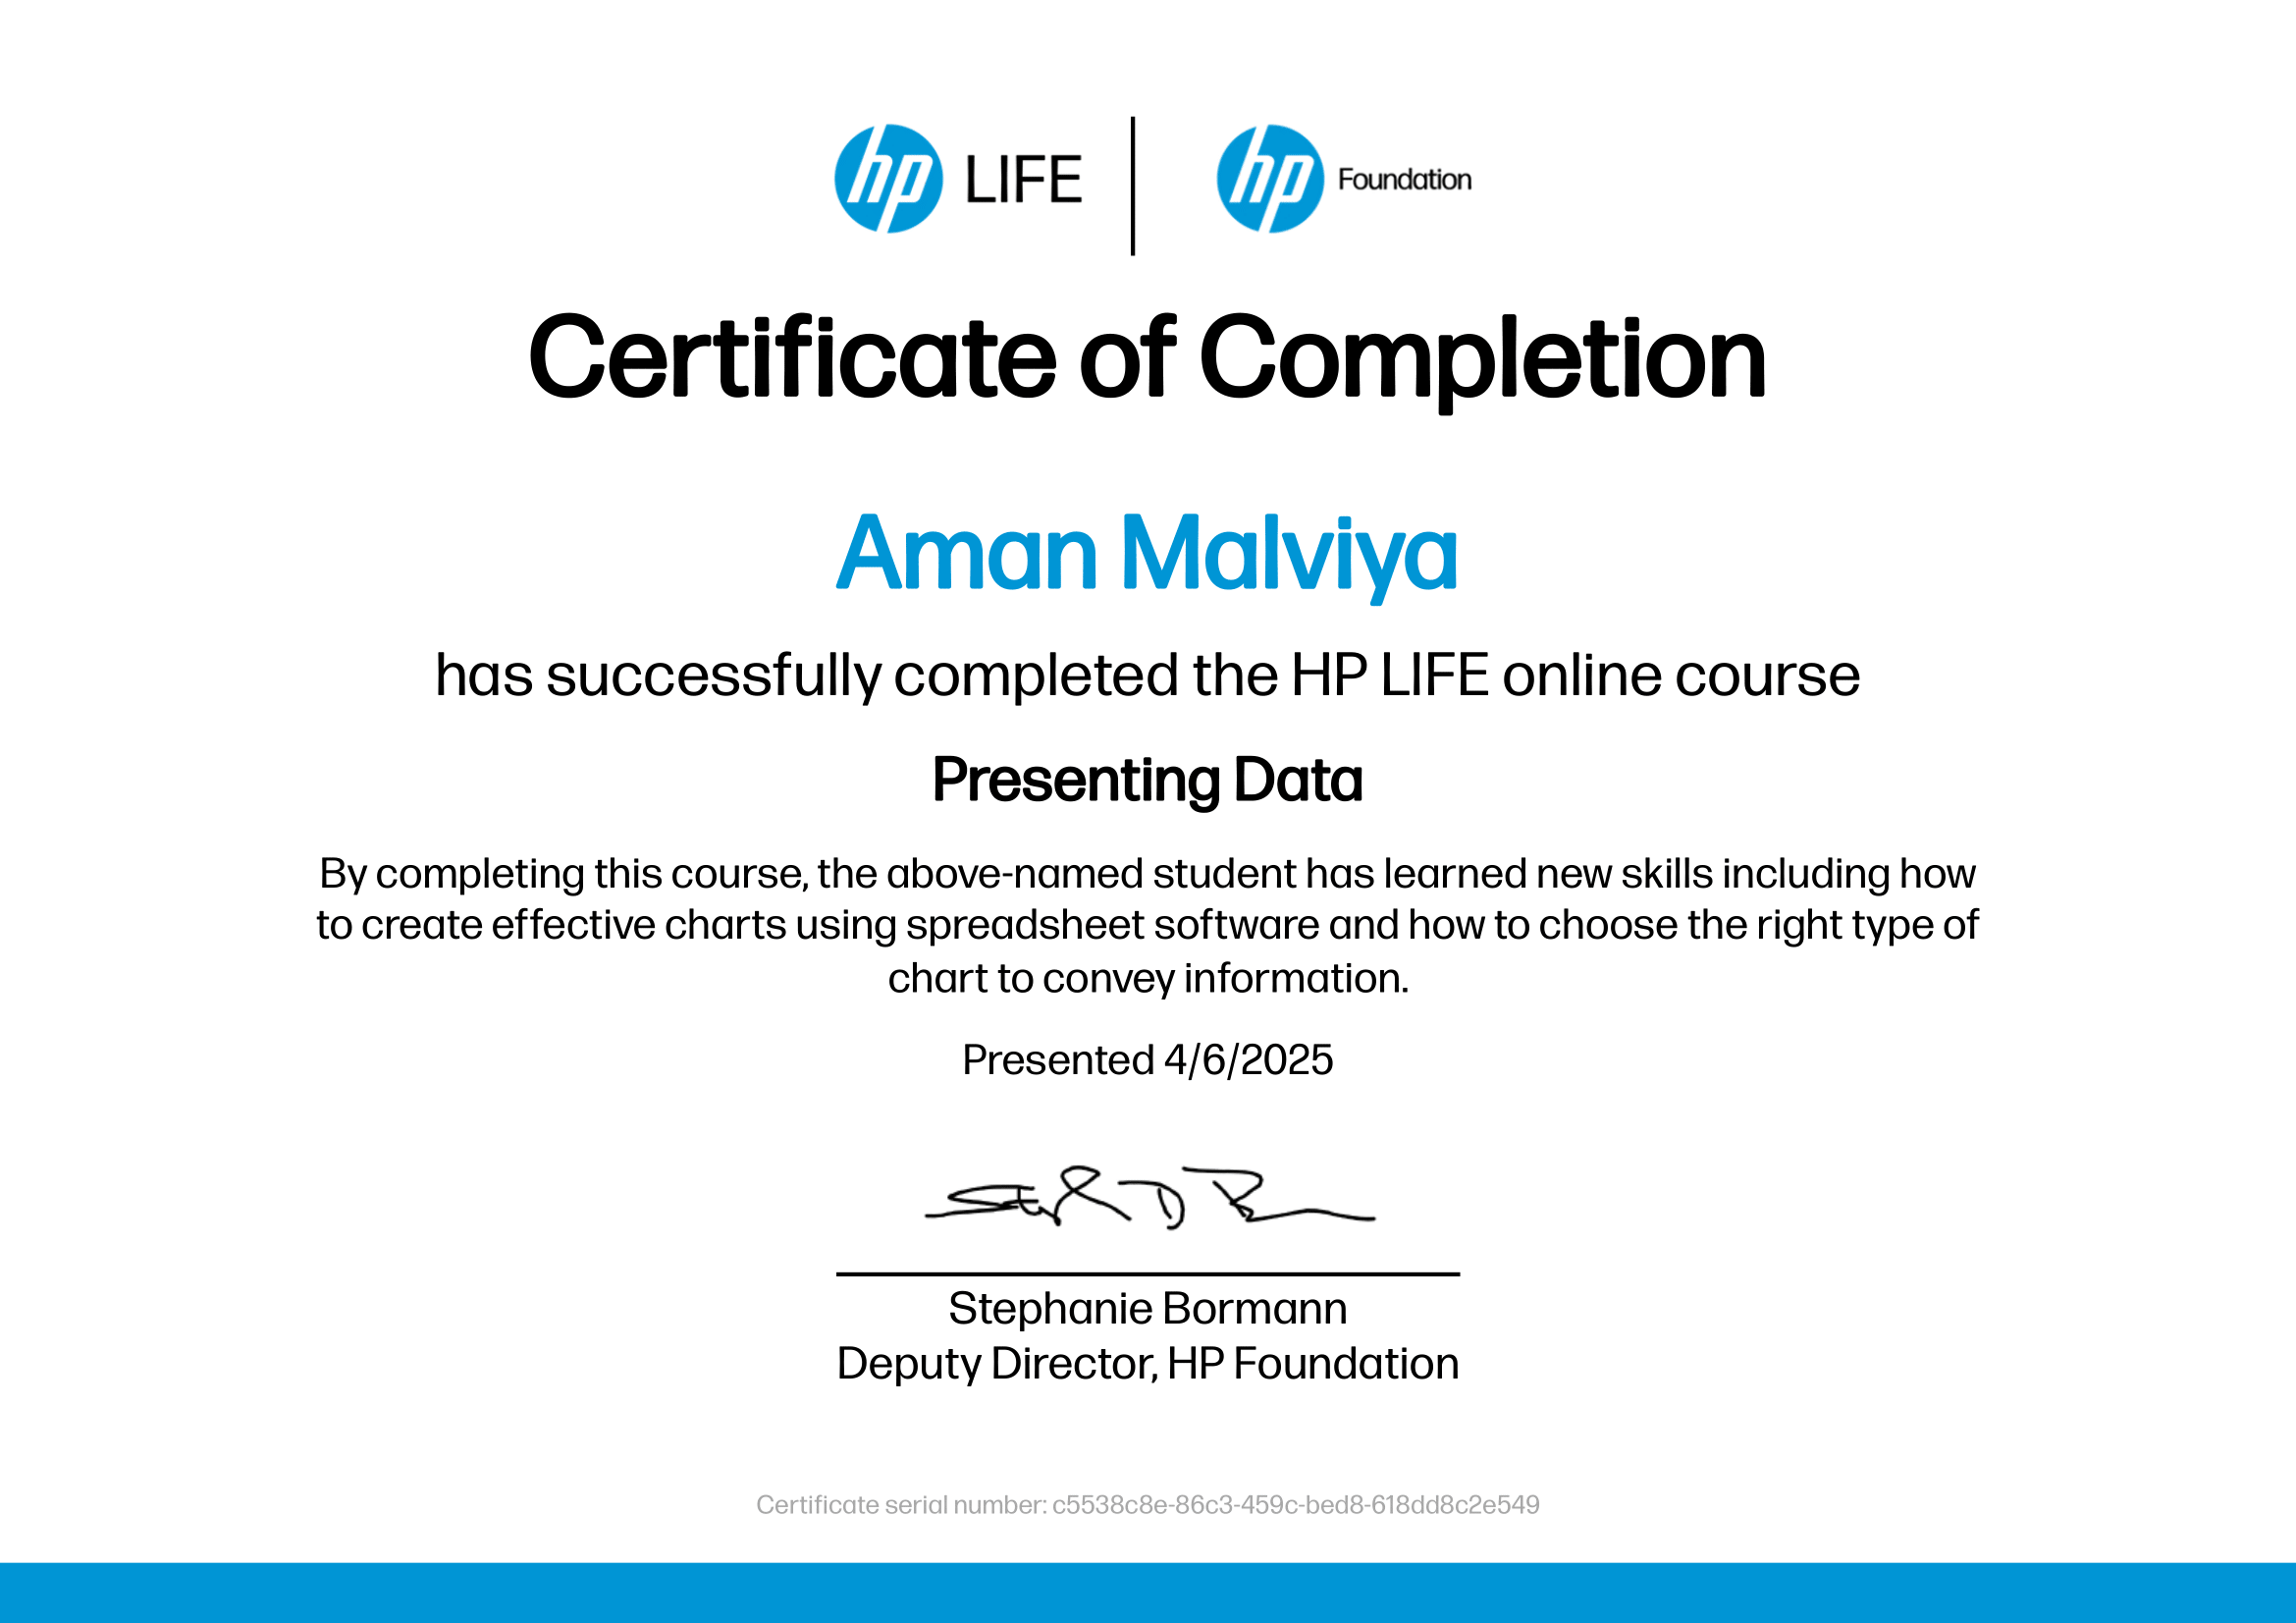 hp LIFE
hp Foundation
Certificate of Completion
Aman Malviya
has successfully completed the HP LIFE online course
Presenting Data
By completing this course, the above-named student has learned new skills including how
to create effective charts using spreadsheet software and how to choose the right type of
chart to convey information.
Presented 4/6/2025
Stephanie Bormann
Deputy Director, HP Foundation
Certificate serial number: c5538c8e-86c3-459c-bed8-618dd8c2e549